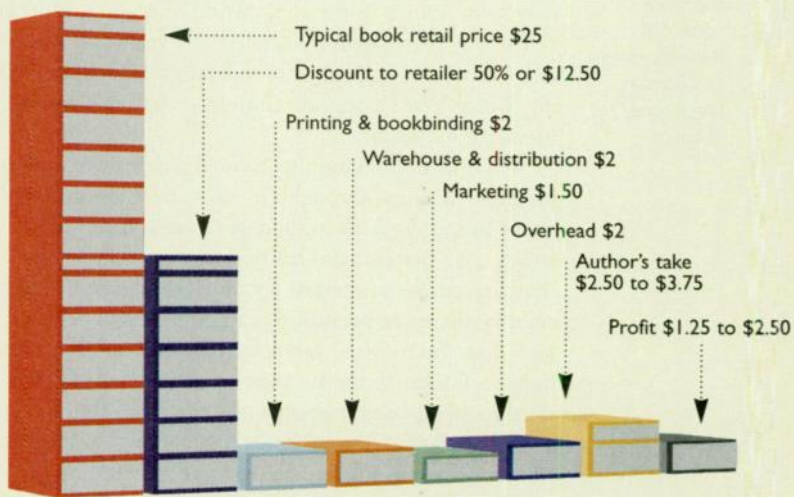 Typical book retail price $25
Discount to retailer 50% or $12.50
Printing & bookbinding $2
Warehouse & distribution $2
Marketing $1.50
Overhead $2
Author's take
$2.50 to $3.75
Profit $1.25 to $2.50